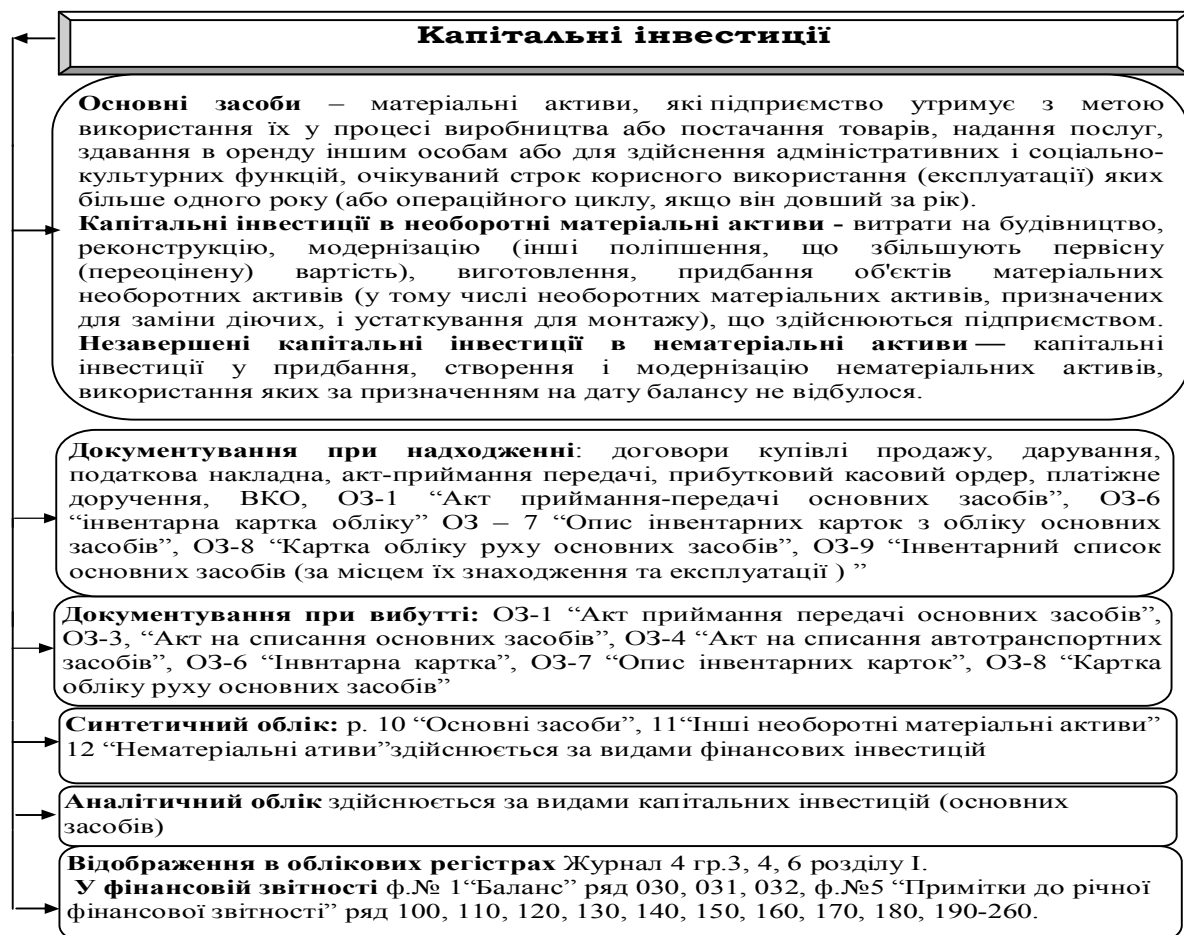 Капітальні інвестиції
Основні засоби – матеріальні активи, які підприємство утримує з метою
використання їх у процесі виробництва або постачання товарів, надання послуг,
здавання в оренду іншим особам або для здійснення адміністративних і соціально-
культурних функцій, очікуваний строк корисного використання (експлуатації) яких
більше одного року (або операційного циклу, якщо він довший за рік).
Капітальні інвестиції в необоротні матеріальні активи - витрати на будівництво,
реконструкцію, модернізацію (інші поліпшення, що збільшують первісну
(переоцінену) вартість), виготовлення, придбання об'єктів матеріальних
необоротних активів (у тому числі необоротних матеріальних активів, призначених
для заміни діючих, і устаткування для монтажу), що здійснюються підприємством.
Незавершені капітальні інвестиції в нематеріальні активи — капітальні
інвестиції у придбання, створення і модернізацію нематеріальних активів,
використання яких за призначенням на дату балансу не відбулося.
Документування при надходженні: договори купівлі продажу, дарування,
податкова накладна, акт-приймання передачі, прибутковий касовий ордер, платіжне
доручення, ВКО, ОЗ-1 “Акт приймання-передачі основних засобів”, ОЗ-6
“інвентарна картка обліку” ОЗ – 7 “Опис інвентарних карток з обліку основних
засобів”, ОЗ-8 “Картка обліку руху основних засобів”, ОЗ-9 “Інвентарний список
основних засобів (за місцем їх знаходження та експлуатації ) ”
Документування при вибутті: ОЗ-1 “Акт приймання передачі основних засобів”,
ОЗ-3, “Акт на списання основних засобів”, ОЗ-4 “Акт на списання автотранспортних
засобів”, ОЗ-6 “Інвнтарна картка”, ОЗ-7 “Опис інвентарних карток”, ОЗ-8 “Картка
обліку руху основних засобів”
Синтетичний облік: р. 10 “Основні засоби”, 11“Інші необоротні матеріальні активи”
12 “Нематеріальні ативи”здійснюється за видами фінансових інвестицій
Аналітичний облік здійснюється за видами капітальних інвестицій (основних
засобів)
Відображення в облікових регістрах Журнал 4 гр.3, 4, 6 розділу I.
У фінансовій звітності ф.№ 1“Баланс” ряд 030, 031, 032, ф.№5 “Примітки до річної
фінансової звітності” ряд 100, 110, 120, 130, 140, 150, 160, 170, 180, 190-260.